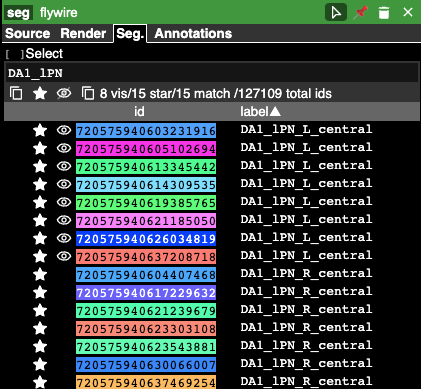 seg flywire
Source Render Seg. Annotations
[ ]Select
DA1_lPN
8 vis/15 star/15 match /127109 total ids
id label▲
720575940603231916 DA1_lPN_L_central
720575940605102694 DA1_lPN_L_central
720575940613345442 DA1_lPN_L_central
720575940614309535 DA1_lPN_L_central
720575940619385765 DA1_lPN_L_central
720575940621185050 DA1_lPN_L_central
720575940626034819 DA1_lPN_L_central
720575940637208718 DA1_lPN_L_central
720575940604407468 DA1_lPN_R_central
720575940617229632 DA1_lPN_R_central
720575940621239679 DA1_lPN_R_central
720575940623303108 DA1_lPN_R_central
720575940623543881 DA1_lPN_R_central
720575940630066007 DA1_lPN_R_central
720575940637469254 DA1_lPN_R_central